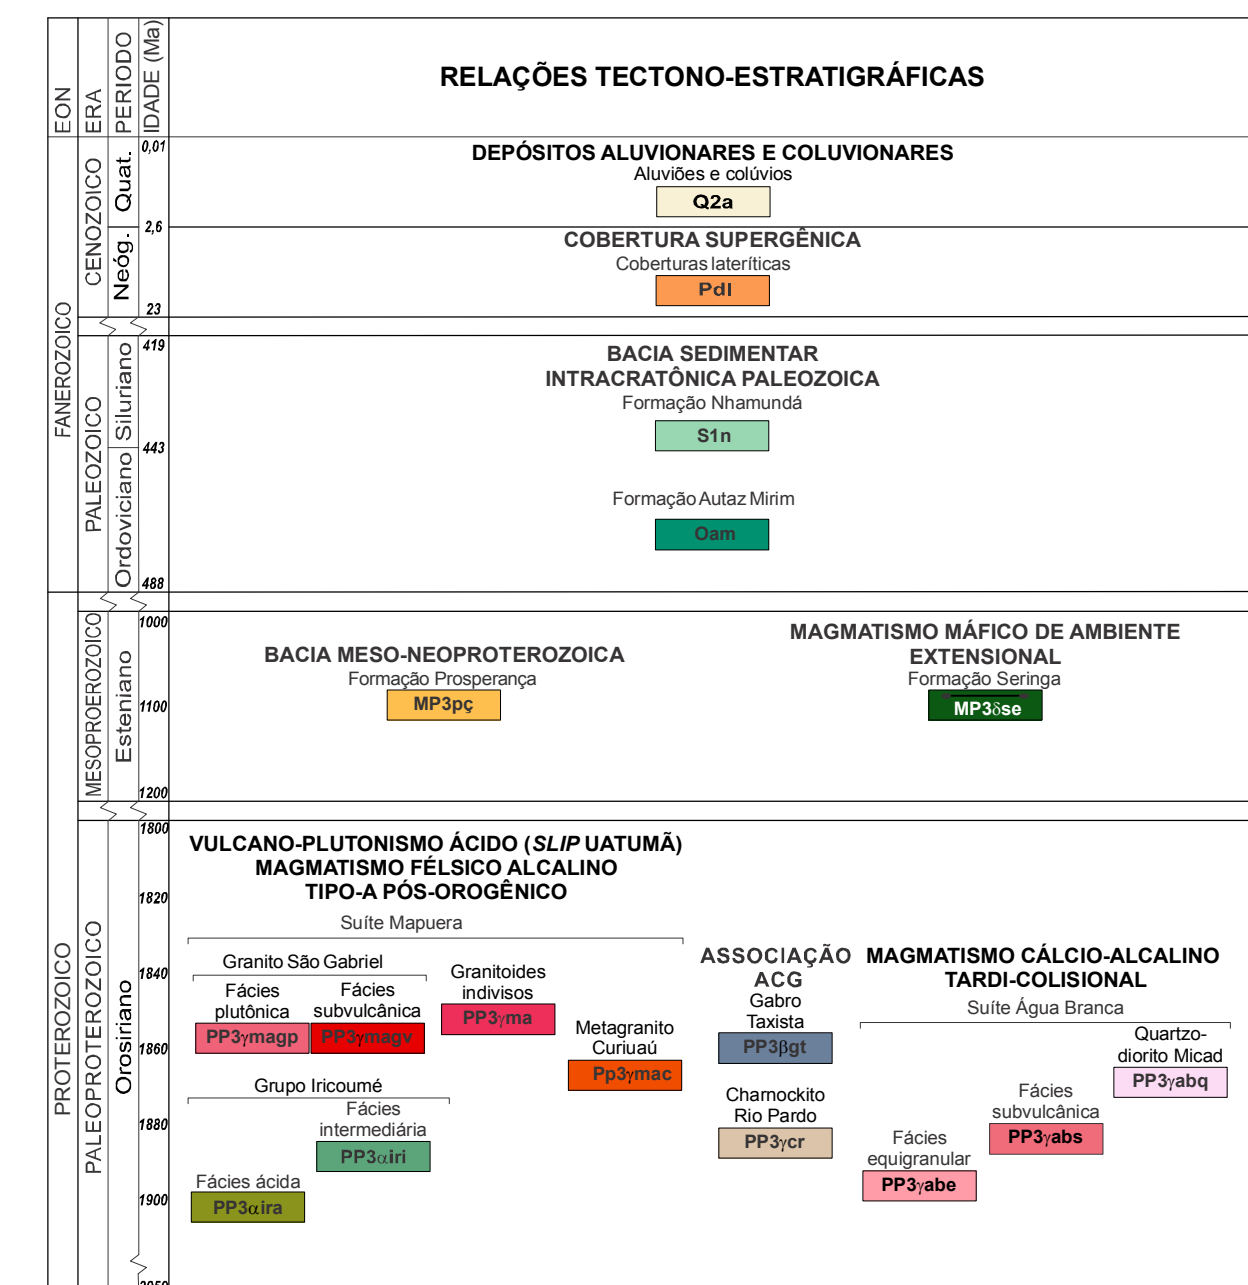 EON
ERA
PERIODO
IDADE (Ma)
RELAÇÕES TECTONO-ESTRATIGRÁFICAS
FANEROZOICO
CENOZOICO
Quat.
0,01
DEPÓSITOS ALUVIONARES E COLUVIONARES
Aluviões e colúvios
Q2a
2,6
Neóg.
COBERTURA SUPERGÊNICA
Coberturas lateríticas
Pdl
23
PALEOZOICO
Siluriano
419
BACIA SEDIMENTAR
INTRACRATÔNICA PALEOZOICA
Formação Nhamundá
S1n
443
Ordoviciano
Formação Autaz Mirim
Oam
488
PROTEROZOICO
MESOPROEROZOICO
Esteniano
1000
BACIA MESO-NEOPROTEROZOICA
Formação Prosperança
MP3pç
MAGMATISMO MÁFICO DE AMBIENTE
EXTENSIONAL
Formação Seringa
MP3δse
1100
1200
PALEOPROTEROZOICO
Orosiriano
1800
VULCANO-PLUTONISMO ÁCIDO (SLIP UATUMÃ)
MAGMATISMO FÉLSICO ALCALINO
TIPO-A PÓS-OROGÊNICO
1820
Suíte Mapuera
Granito São Gabriel
1840
Fácies
plutônica
PP3γmagp
Fácies
subvulcânica
PP3γmagv
Granitoides
indivisos
PP3γma
Metagranito
Curiuaú
Pp3γmac
1860
Grupo Iricoumé
Fácies
intermediária
PP3αiri
1880
Fácies ácida
PP3αira
1900
ASSOCIAÇÃO
ACG
Gabro
Taxista
PP3βgt
Charnockito
Rio Pardo
PP3γcr
MAGMATISMO CÁLCIO-ALCALINO
TARDI-COLISIONAL
Suíte Água Branca
Quartzo-
diorito Micad
PP3γabq
Fácies
subvulcânica
PP3γabs
Fácies
equigranular
PP3γabe
2050